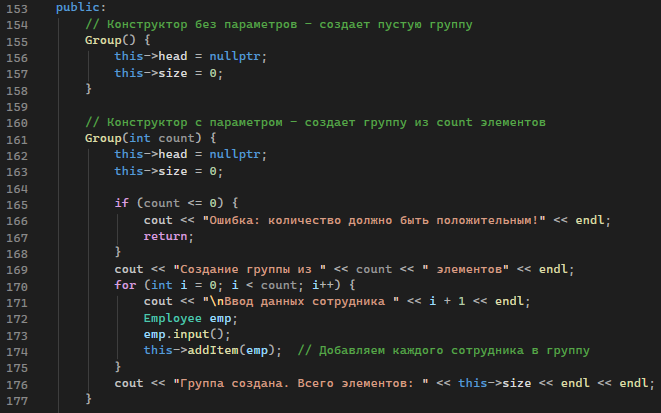 153 public:
154 // Конструктор без параметров — создает пустую группу
155 Group() {
156 this->head = nullptr;
157 this->size = 0;
158 }
159
160 // Конструктор с параметром — создает группу из count элементов
161 Group(int count) {
162 this->head = nullptr;
163 this->size = 0;
164
165 if (count <= 0) {
166 cout << "Ошибка: количество должно быть положительным!" << endl;
167 return;
168 }
169 cout << "Создание группы из " << count << " элементов" << endl;
170 for (int i = 0; i < count; i++) {
171 cout << "\nВвод данных сотрудника " << i + 1 << endl;
172 Employee emp;
173 emp.input();
174 this->addItem(emp); // Добавляем каждого сотрудника в группу
175 }
176 cout << "Группа создана. Всего элементов: " << this->size << endl << endl;
177 }